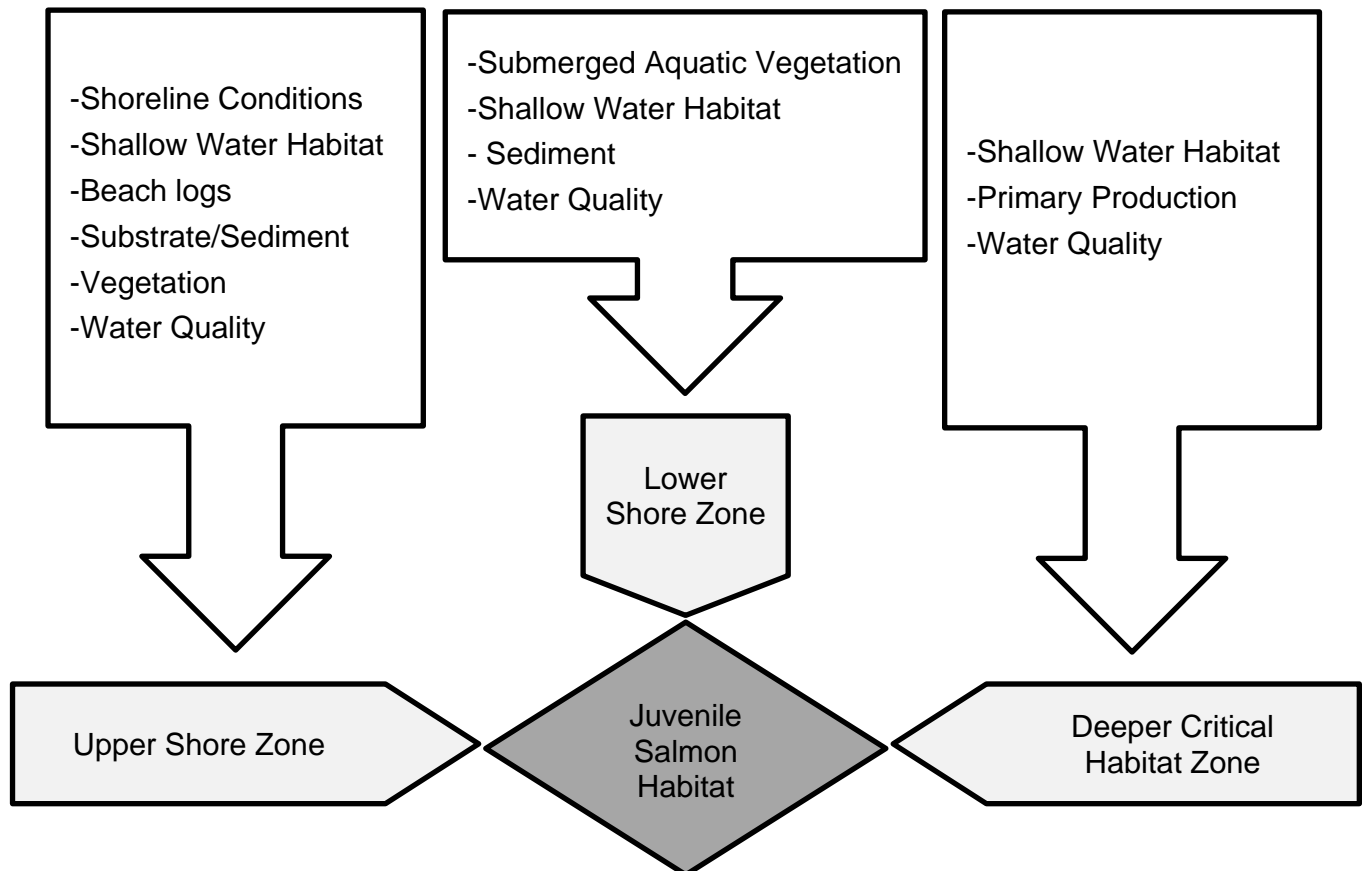 -Shoreline Conditions
-Shallow Water Habitat
-Beach logs
-Substrate/Sediment
-Vegetation
-Water Quality
-Submerged Aquatic Vegetation
-Shallow Water Habitat
- Sediment
-Water Quality
-Shallow Water Habitat
-Primary Production
-Water Quality
Lower
Shore Zone
Upper Shore Zone
Juvenile
Salmon
Habitat
Deeper Critical
Habitat Zone